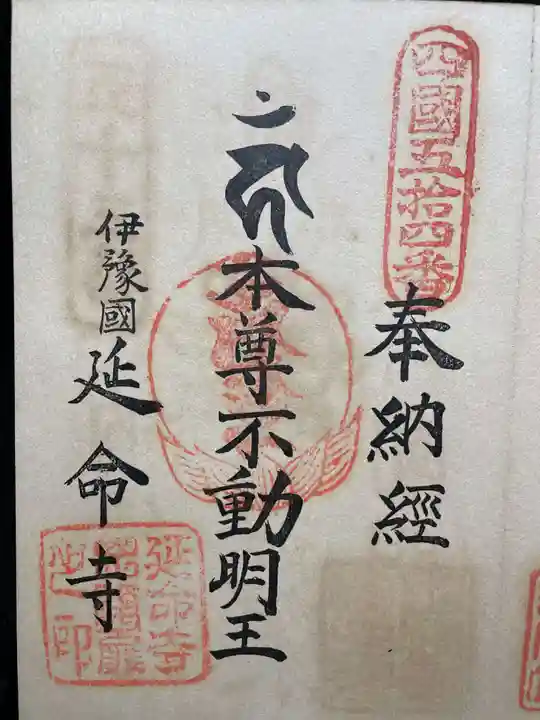 四國五拾四番
奉納經
本尊不動明王
伊豫國延命寺
延命寺